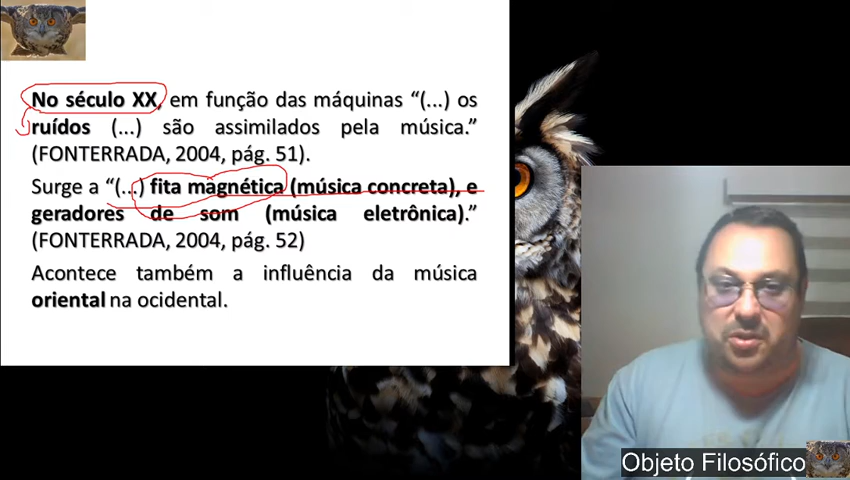 No século XX, em função das máquinas “(...) os
ruídos (...) são assimilados pela música.”
(FONTERRADA, 2004, pág. 51).
Surge a “(...) fita magnética (música concreta), e
geradores de som (música eletrônica).”
(FONTERRADA, 2004, pág. 52)
Acontece também a influência da música
oriental na ocidental.
Objeto Filosófico